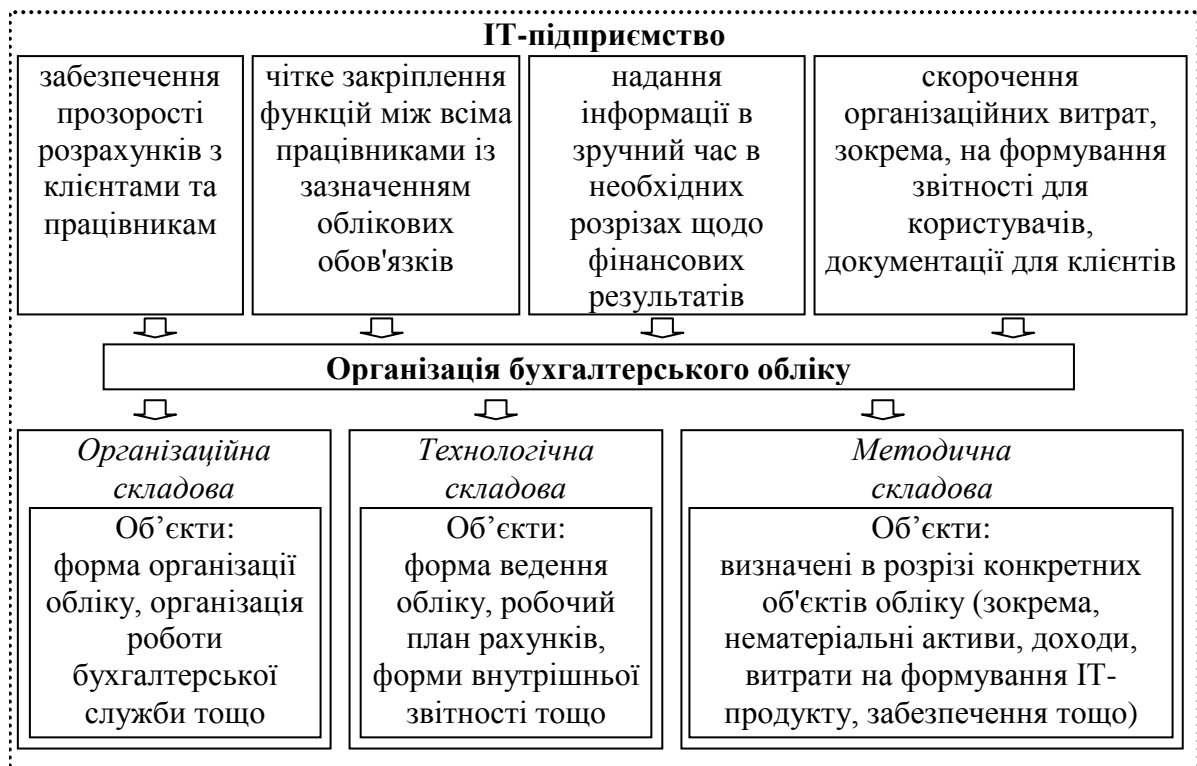 ІТ-підприємство
забезпечення
прозорості
розрахунків з
клієнтами та
працівникам
чітке закріплення
функцій між всіма
працівниками із
зазначенням
облікових
обов'язків
надання
інформації в
зручний час в
необхідних
розрізах щодо
фінансових
результатів
скорочення
організаційних витрат,
зокрема, на формування
звітності для
користувачів,
документації для клієнтів
Організація бухгалтерського обліку
Організаційна
складова
Об’єкти:
форма організації
обліку, організація
роботи
бухгалтерської
служби тощо
Технологічна
складова
Об’єкти:
форма ведення
обліку, робочий
план рахунків,
форми внутрішньої
звітності тощо
Методична
складова
Об’єкти:
визначені в розрізі конкретних
об'єктів обліку (зокрема,
нематеріальні активи, доходи,
витрати на формування ІТ-
продукту, забезпечення тощо)